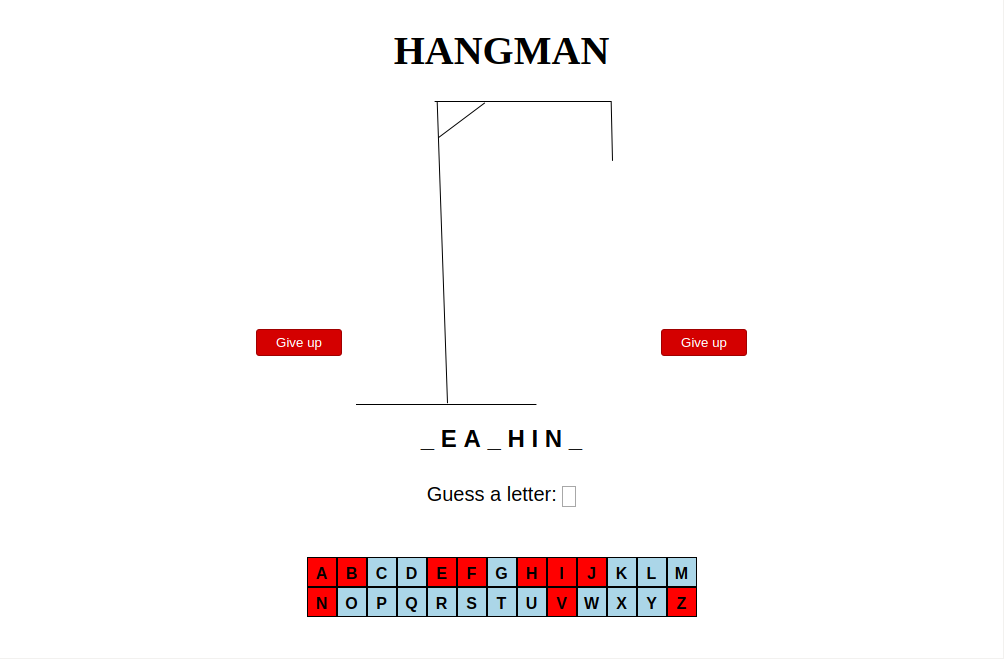 HANGMAN
Give up
Give up
_ E A _ H I N _
Guess a letter:
A B C D E F G H I J K L M
N O P Q R S T U V W X Y Z